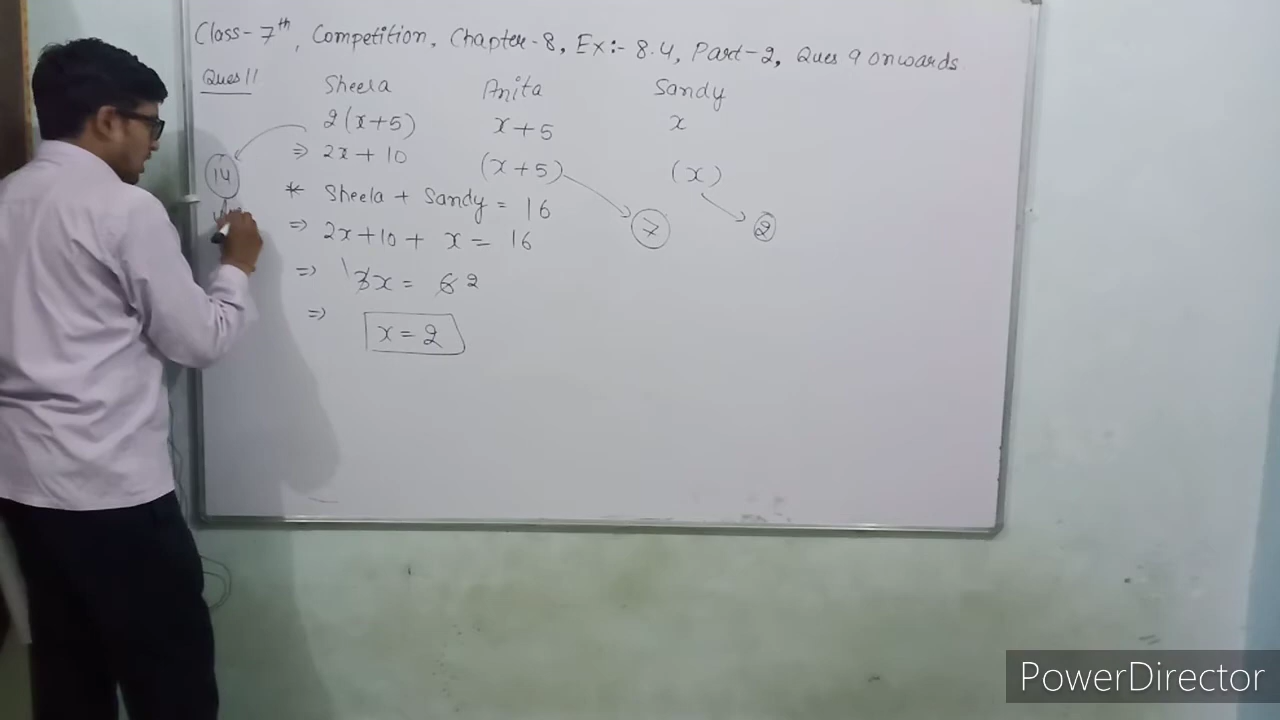 Class-7th, Competition, Chapter-8, Ex:- 8.4, Part-2, Ques 9 onwards
Ques 11
Sheela Anita Sandy
2(x+5) x+5 x
⇒ 2x+10 (x+5) (x)
14
* Sheela + Sandy = 16
7 2
⇒ 2x+10 + x = 16
⇒ 3x = 6 2
⇒ x = 2
PowerDirector